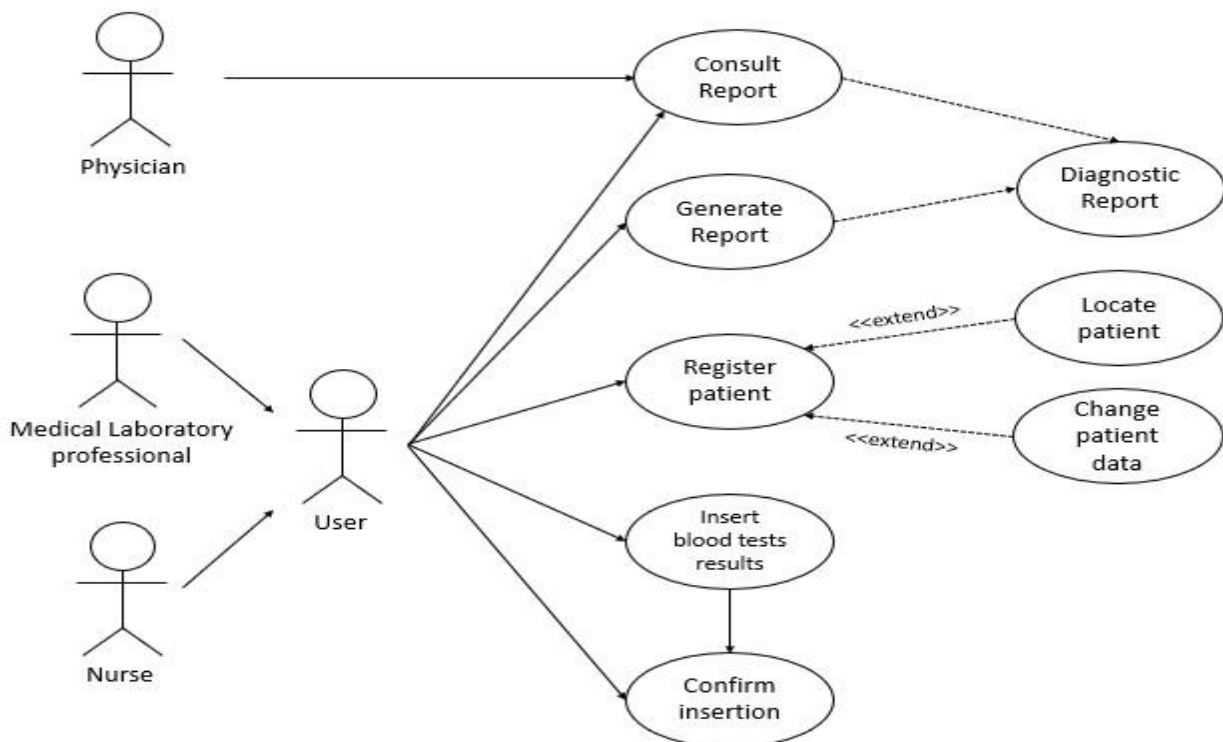 Physician
Consult
Report
Diagnostic
Report
Generate
Report
Locate
patient
<<extend>>
Register
patient
Change
patient
data
<<extend>>
Medical Laboratory
professional
User
Insert
blood tests
results
Nurse
Confirm
insertion